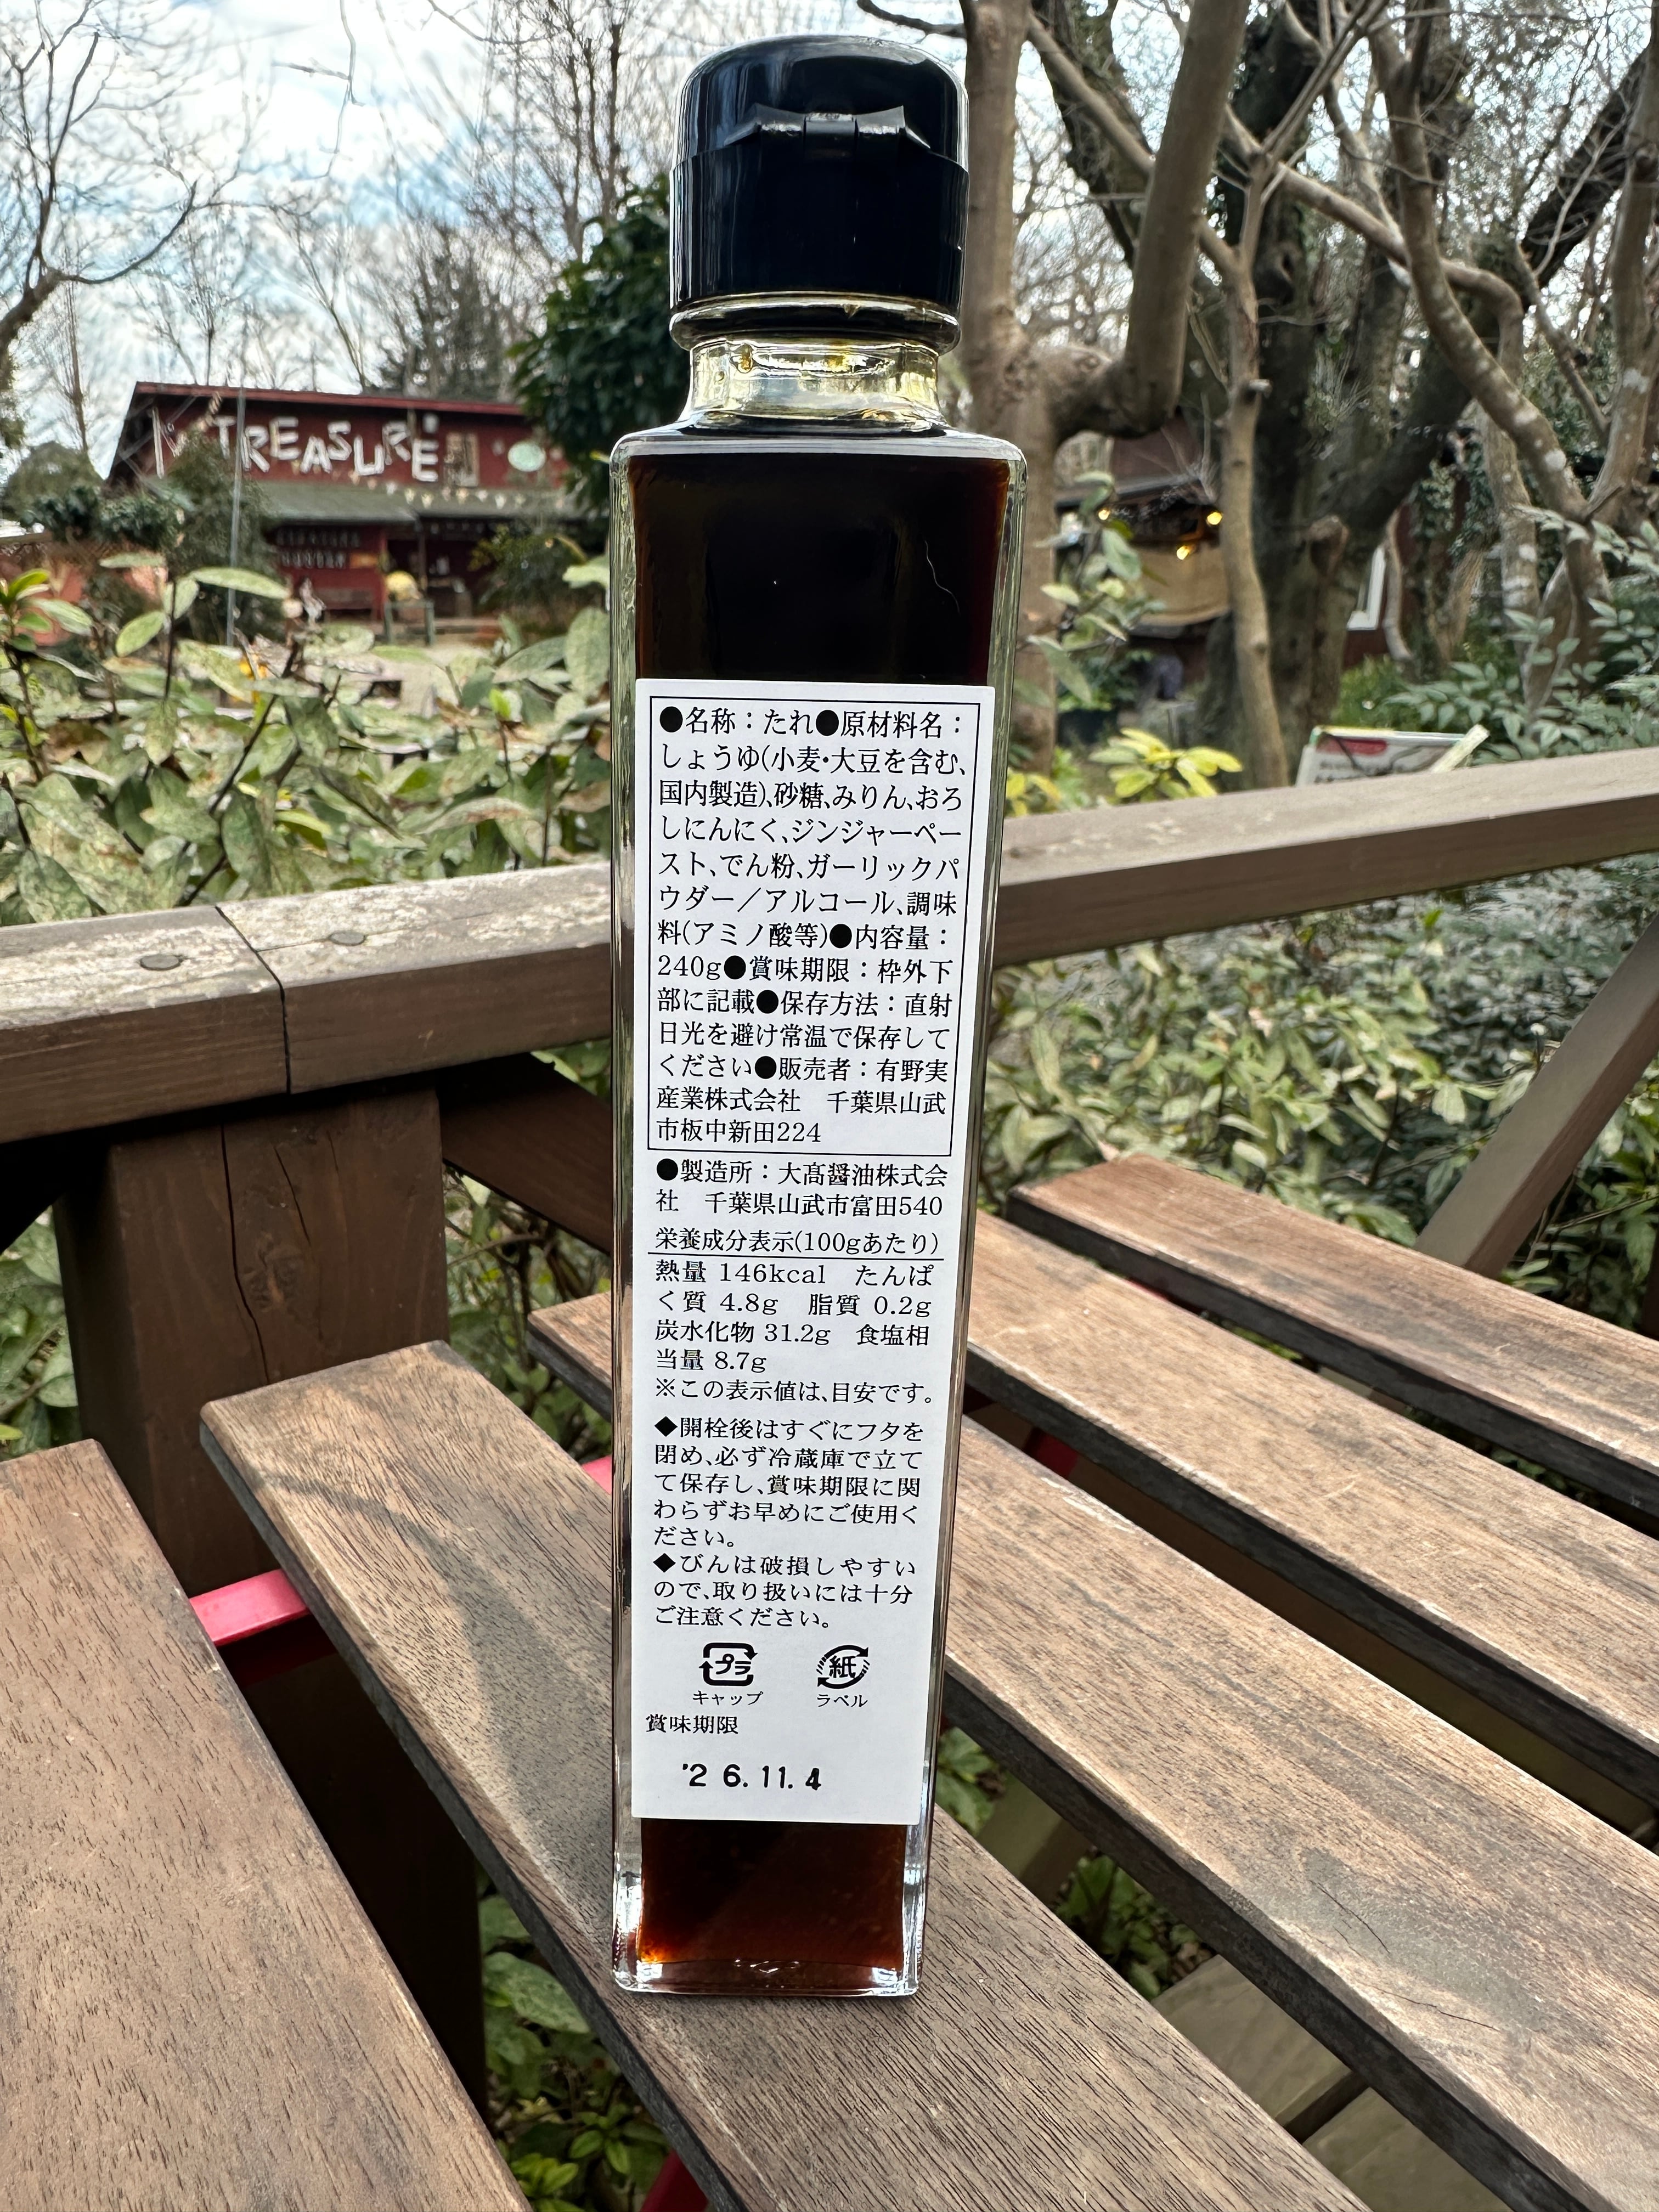 TREASURE
●名称：たれ●原材料名：
しょうゆ(小麦・大豆を含む、
国内製造)、砂糖、みりん、おろ
しにんにく、ジンジャーペー
スト、でん粉、ガーリックパ
ウダー／アルコール、調味
料(アミノ酸等)●内容量：
240g●賞味期限：枠外下
部に記載●保存方法：直射
日光を避け常温で保存して
ください●販売者：有野実
産業株式会社　千葉県山武
市板中新田224
●製造所：大髙醤油株式会
社　千葉県山武市富田540
栄養成分表示(100gあたり)
熱量 146kcal　たんぱ
く質 4.8g　脂質 0.2g
炭水化物 31.2g　食塩相
当量 8.7g
※この表示値は、目安です。
◆開栓後はすぐにフタを
閉め、必ず冷蔵庫で立て
て保存し、賞味期限に関
わらずお早めにご使用く
ださい。
◆びんは破損しやすい
ので、取り扱いには十分
ご注意ください。
プラ 紙
キャップ ラベル
賞味期限
'2 6.11.4